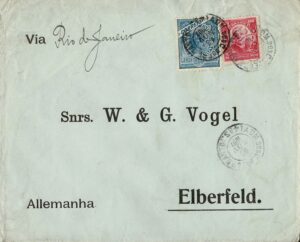 Via Rio de Janeiro
Snrs. W. & G. Vogel
Allemanha
Elberfeld.